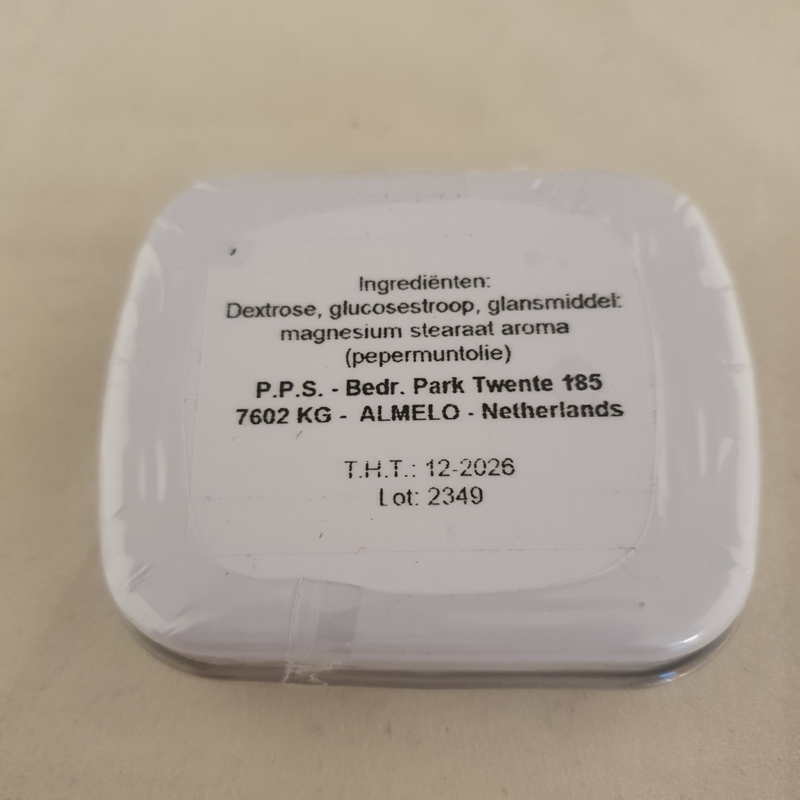 Ingrediënten:
Dextrose, glucosestroop, glansmiddel:
magnesium stearaat aroma
(pepermuntolie)
P.P.S. - Bedr. Park Twente 185
7602 KG - ALMELO - Netherlands
T.H.T.: 12-2026
Lot: 2349